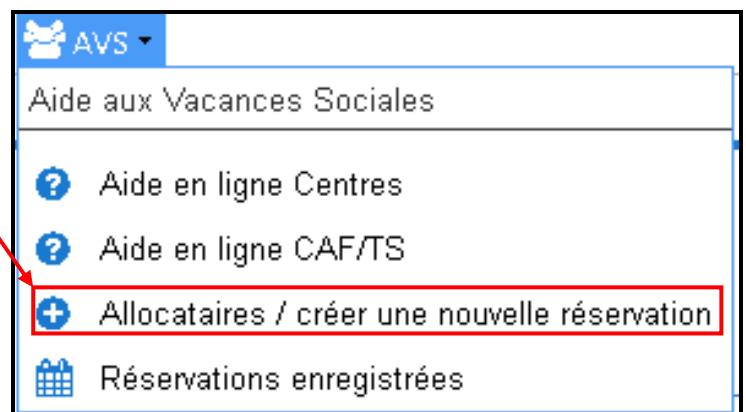 AVS
Aide aux Vacances Sociales
Aide en ligne Centres
Aide en ligne CAF/TS
Allocataires / créer une nouvelle réservation
Réservations enregistrées